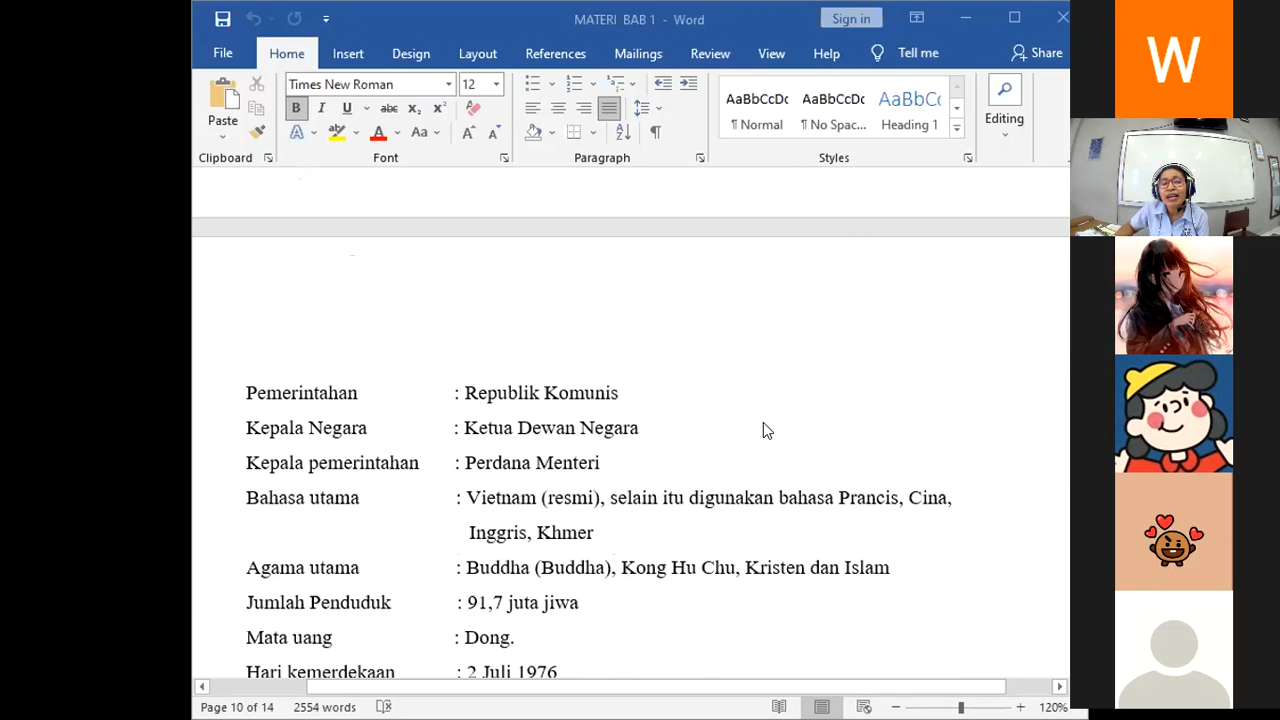 MATERI BAB 1 - Word
Sign in
File Home Insert Design Layout References Mailings Review View Help Tell me Share
Times New Roman 12
Paste
AaBbCcDc AaBbCcDc AaBbCc
¶ Normal ¶ No Spac... Heading 1
Editing
Clipboard Font Paragraph Styles
Pemerintahan : Republik Komunis
Kepala Negara : Ketua Dewan Negara
Kepala pemerintahan : Perdana Menteri
Bahasa utama : Vietnam (resmi), selain itu digunakan bahasa Prancis, Cina,
Inggris, Khmer
Agama utama : Buddha (Buddha), Kong Hu Chu, Kristen dan Islam
Jumlah Penduduk : 91,7 juta jiwa
Mata uang : Dong.
Hari kemerdekaan : 2 Juli 1976
Page 10 of 14 2554 words 120%
W